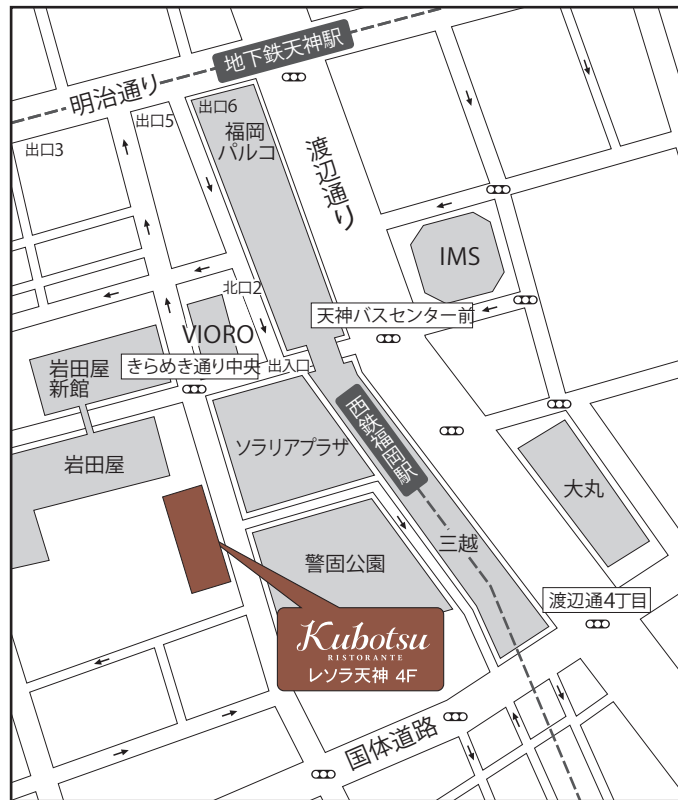 地下鉄天神駅
明治通り
出口6
出口5
出口3
福岡
パルコ
渡辺通り
IMS
北口2
天神バスセンター前
VIORO
きらめき通り中央
出入口
岩田屋
新館
西鉄福岡駅
ソラリアプラザ
岩田屋
大丸
三越
警固公園
渡辺通4丁目
Kubotsu
RISTORANTE
レソラ天神 4F
国体道路